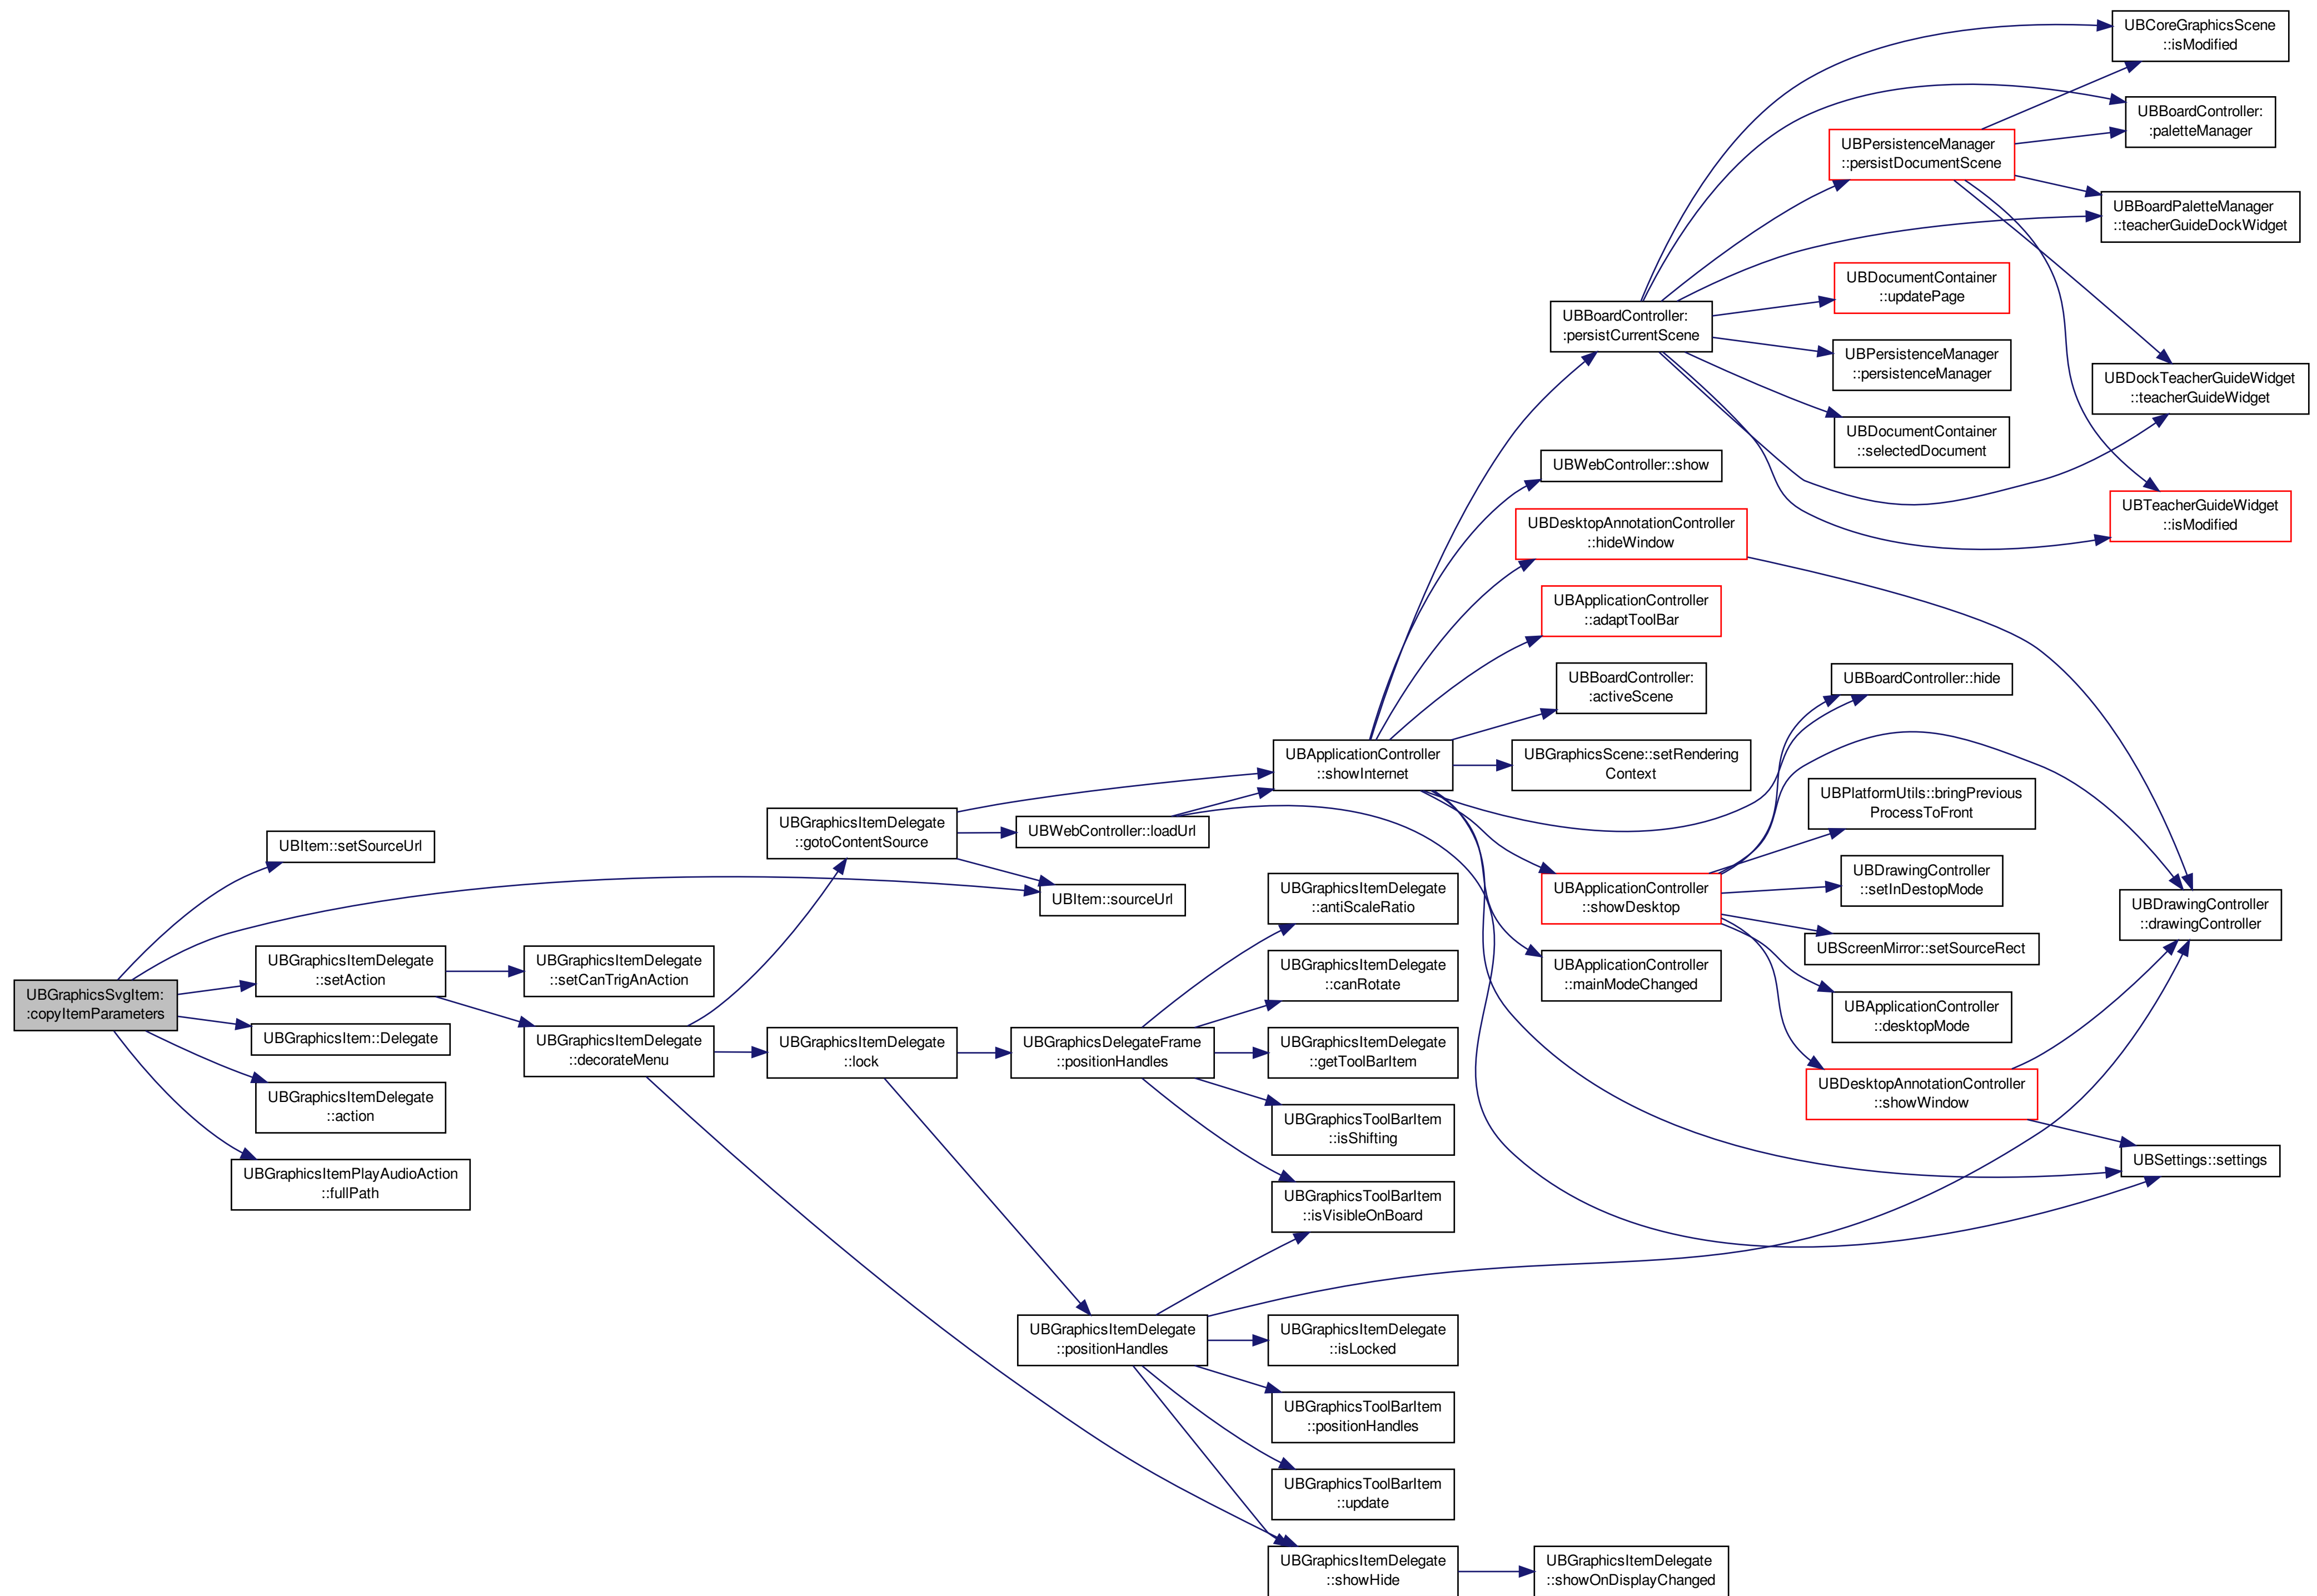 UBCoreGraphicsScene
::isModified
UBBoardController:
:paletteManager
UBPersistenceManager
::persistDocumentScene
UBBoardPaletteManager
::teacherGuideDockWidget
UBDocumentContainer
::updatePage
UBBoardController:
:persistCurrentScene
UBPersistenceManager
::persistenceManager
UBDockTeacherGuideWidget
::teacherGuideWidget
UBDocumentContainer
::selectedDocument
UBWebController::show
UBTeacherGuideWidget
::isModified
UBDesktopAnnotationController
::hideWindow
UBApplicationController
::adaptToolBar
UBBoardController:
:activeScene
UBBoardController::hide
UBApplicationController
::showInternet
UBGraphicsScene::setRendering
Context
UBPlatformUtils::bringPrevious
ProcessToFront
UBGraphicsItemDelegate
::gotoContentSource
UBWebController::loadUrl
UBItem::setSourceUrl
UBDrawingController
::setInDestopMode
UBGraphicsItemDelegate
::antiScaleRatio
UBApplicationController
::showDesktop
UBItem::sourceUrl
UBDrawingController
::drawingController
UBScreenMirror::setSourceRect
UBGraphicsItemDelegate
::setAction
UBGraphicsItemDelegate
::setCanTrigAnAction
UBGraphicsItemDelegate
::canRotate
UBApplicationController
::mainModeChanged
UBGraphicsSvgItem:
:copyItemParameters
UBApplicationController
::desktopMode
UBGraphicsItem::Delegate
UBGraphicsItemDelegate
::decorateMenu
UBGraphicsItemDelegate
::lock
UBGraphicsDelegateFrame
::positionHandles
UBGraphicsItemDelegate
::getToolBarItem
UBDesktopAnnotationController
::showWindow
UBGraphicsItemDelegate
::action
UBGraphicsToolBarItem
::isShifting
UBSettings::settings
UBGraphicsItemPlayAudioAction
::fullPath
UBGraphicsToolBarItem
::isVisibleOnBoard
UBGraphicsItemDelegate
::positionHandles
UBGraphicsItemDelegate
::isLocked
UBGraphicsToolBarItem
::positionHandles
UBGraphicsToolBarItem
::update
UBGraphicsItemDelegate
::showHide
UBGraphicsItemDelegate
::showOnDisplayChanged